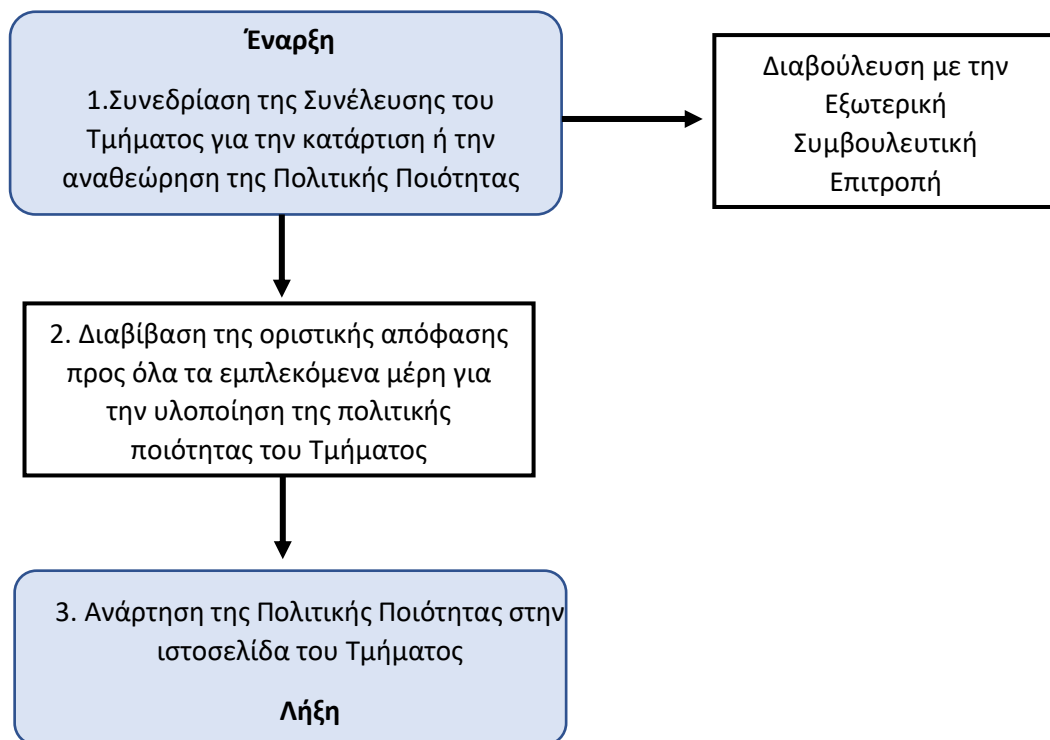 Έναρξη
1.Συνεδρίαση της Συνέλευσης του
Τμήματος για την κατάρτιση ή την
αναθεώρηση της Πολιτικής Ποιότητας
Διαβούλευση με την
Εξωτερική
Συμβουλευτική
Επιτροπή
2. Διαβίβαση της οριστικής απόφασης
προς όλα τα εμπλεκόμενα μέρη για
την υλοποίηση της πολιτικής
ποιότητας του Τμήματος
3. Ανάρτηση της Πολιτικής Ποιότητας στην
ιστοσελίδα του Τμήματος
Λήξη